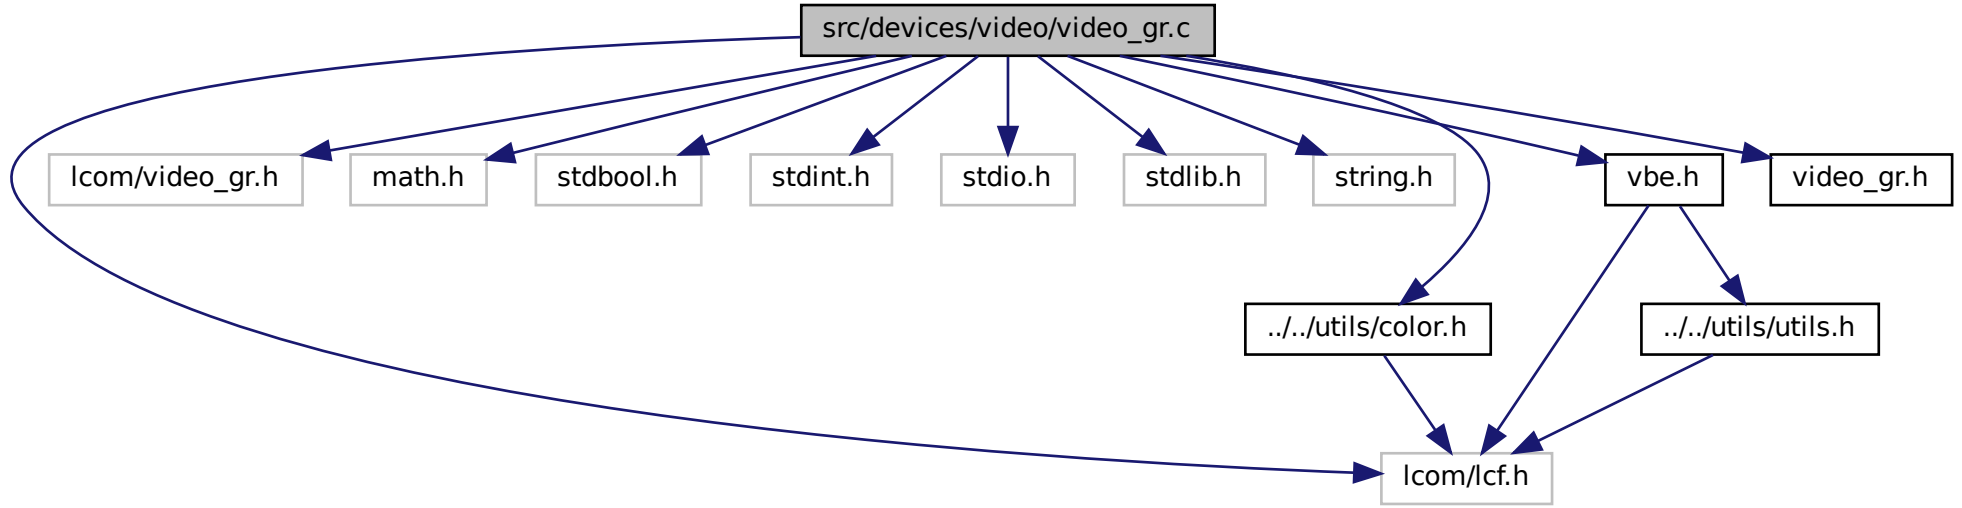 src/devices/video/video_gr.c
lcom/video_gr.h
math.h
stdbool.h
stdint.h
stdio.h
stdlib.h
string.h
vbe.h
video_gr.h
../../utils/color.h
../../utils/utils.h
lcom/lcf.h